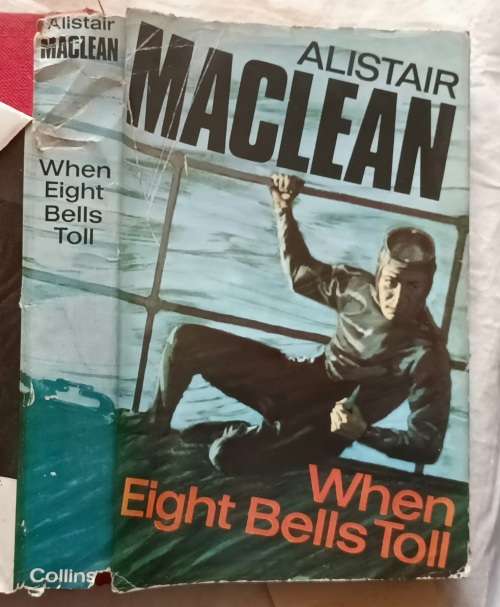 Alistair
MACLEAN
When
Eight
Bells
Toll
Collins
ALISTAIR
MACLEAN
When
Eight Bells Toll